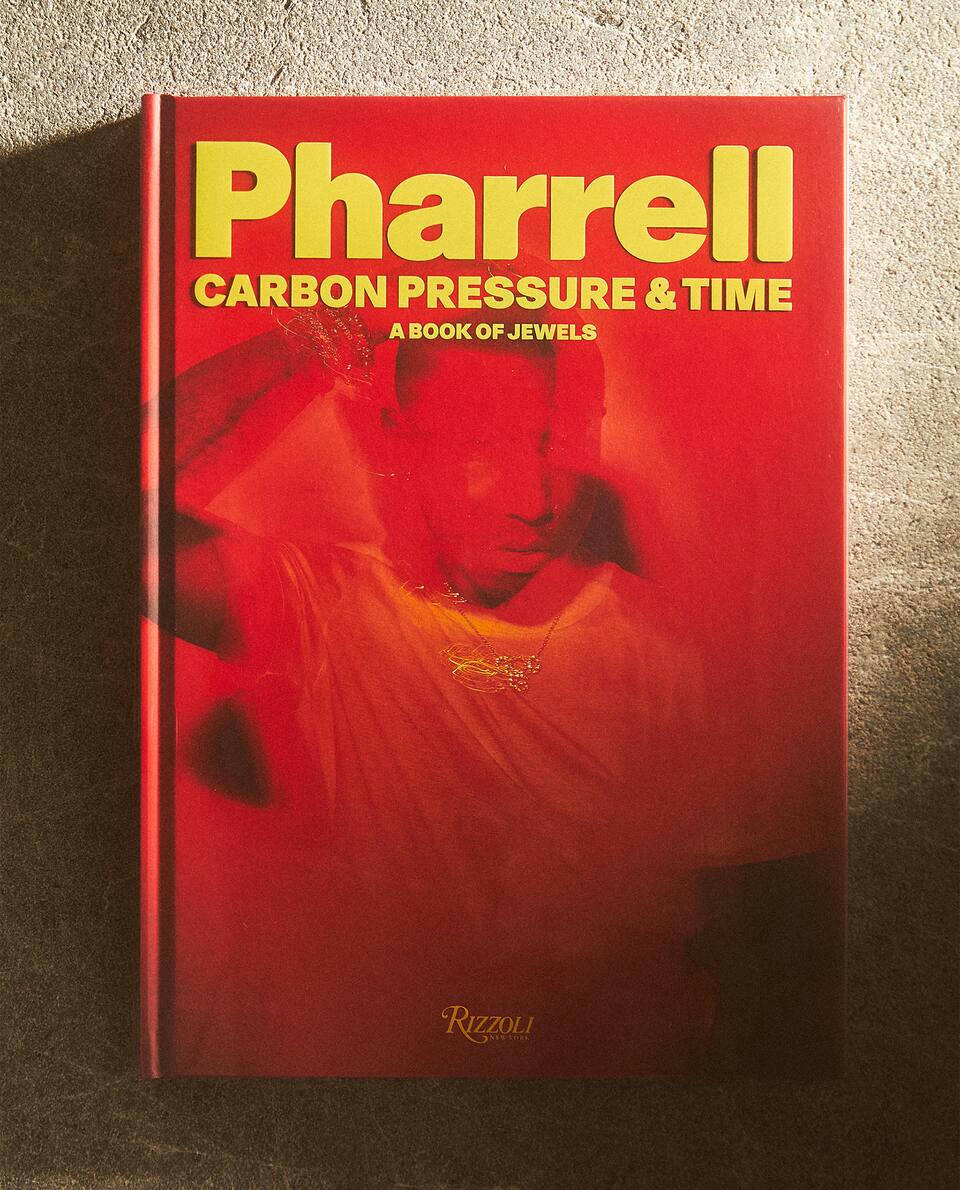 Pharrell
CARBON PRESSURE & TIME
A BOOK OF JEWELS
RIZZOLI
NEW YORK